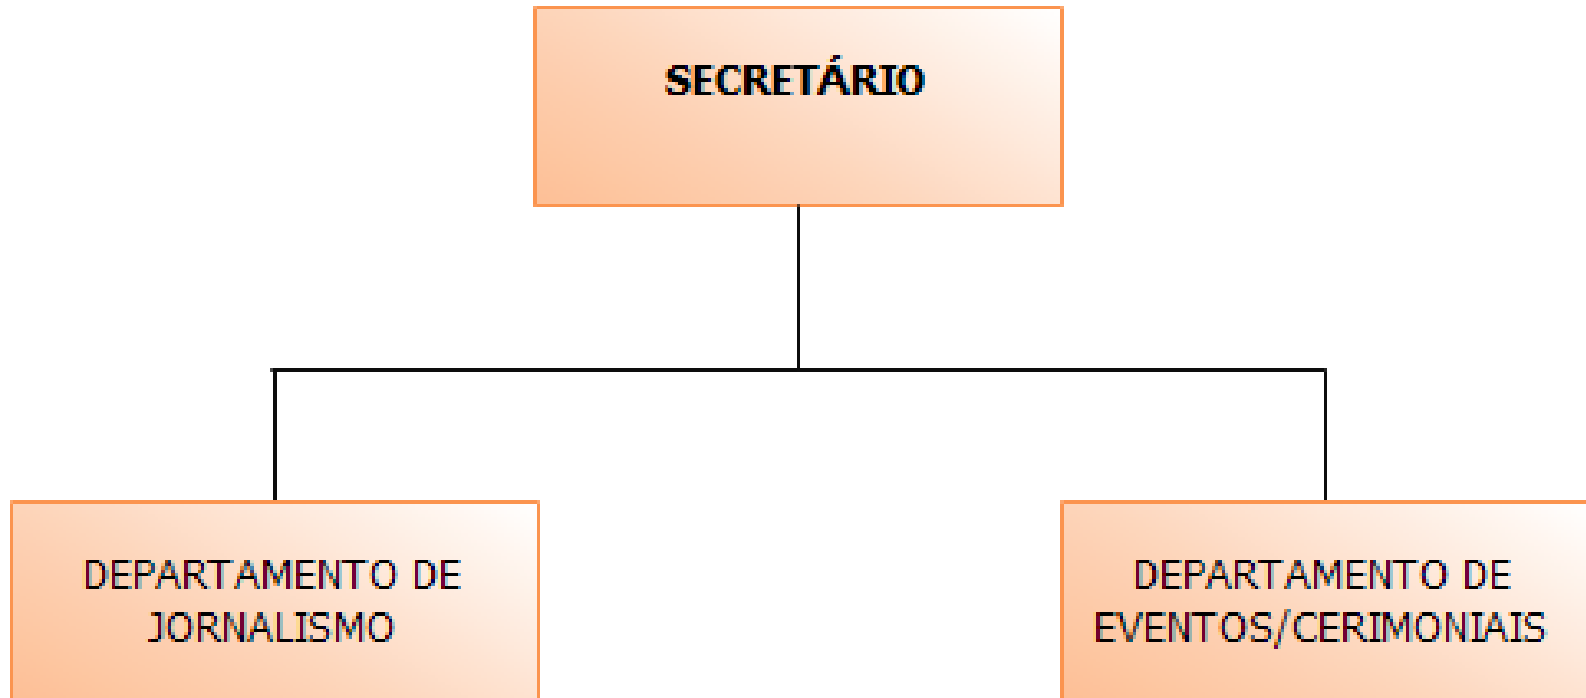 SECRETÁRIO
DEPARTAMENTO DE
JORNALISMO
DEPARTAMENTO DE
EVENTOS/CERIMONIAIS